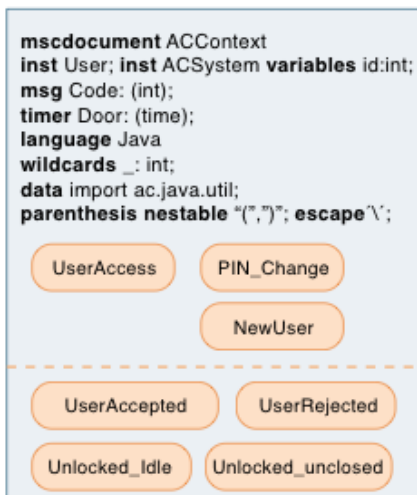 mscdocument ACContext
inst User; inst ACSystem variables id:int;
msg Code: (int);
timer Door: (time);
language Java
wildcards _: int;
data import ac.java.util;
parenthesis nestable “(”,”)”; escape´\´;
UserAccess PIN_Change
NewUser
UserAccepted UserRejected
Unlocked_Idle Unlocked_unclosed